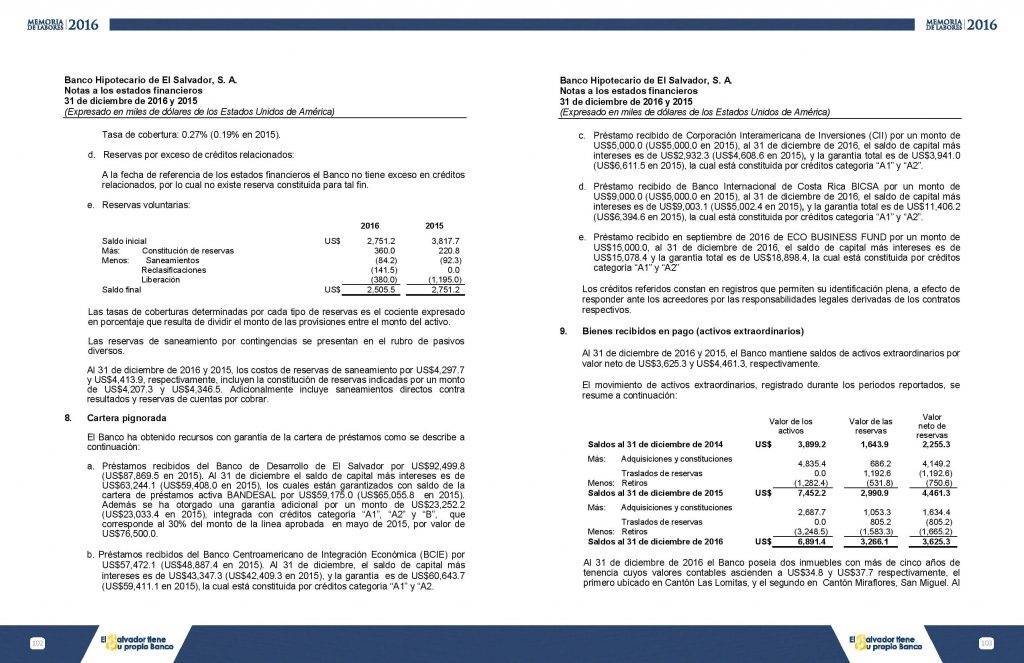 MEMORIA
DE LABORES 2016
Banco Hipotecario de El Salvador, S. A.
Notas a los estados financieros
31 de diciembre de 2016 y 2015
(Expresado en miles de dólares de los Estados Unidos de América)
Tasa de cobertura: 0.27% (0.19% en 2015).
d. Reservas por exceso de créditos relacionados:
A la fecha de referencia de los estados financieros el Banco no tiene exceso en créditos
relacionados, por lo cual no existe reserva constituida para tal fin.
e. Reservas voluntarias:
2016 2015
Saldo inicial US$ 2,751.2 3,817.7
Más: Constitución de reservas 360.0 220.8
Menos: Saneamientos (84.2) (92.3)
Reclasificaciones (141.5) 0.0
Liberación (380.0) (1,195.0)
Saldo final US$ 2,505.5 2,751.2
Las tasas de coberturas determinadas por cada tipo de reservas es el cociente expresado
en porcentaje que resulta de dividir el monto de las provisiones entre el monto del activo.
Las reservas de saneamiento por contingencias se presentan en el rubro de pasivos
diversos.
Al 31 de diciembre de 2016 y 2015, los costos de reservas de saneamiento por US$4,297.7
y US$4,413.9, respectivamente, incluyen la constitución de reservas indicadas por un monto
de US$4,207.3 y US$4,346.5. Adicionalmente incluye saneamientos directos contra
resultados y reservas de cuentas por cobrar.
8. Cartera pignorada
El Banco ha obtenido recursos con garantía de la cartera de préstamos como se describe a
continuación:
a. Préstamos recibidos del Banco de Desarrollo de El Salvador por US$92,499.8
(US$87,869.5 en 2015). Al 31 de diciembre el saldo de capital más intereses es de
US$63,244.1 (US$59,408.0 en 2015), los cuales están garantizados con saldo de la
cartera de préstamos activa BANDESAL por US$59,175.0 (US$65,055.8 en 2015).
Además se ha otorgado una garantía adicional por un monto de US$23,252.2
(US$23,033.4 en 2015), integrada con créditos categoría “A1”, “A2” y “B”, que
corresponde al 30% del monto de la línea aprobada en mayo de 2015, por valor de
US$76,500.0.
b. Préstamos recibidos del Banco Centroamericano de Integración Económica (BCIE) por
US$57,472.1 (US$48,887.4 en 2015). Al 31 de diciembre, el saldo de capital más
intereses es de US$43,347.3 (US$42,409.3 en 2015), y la garantía es de US$60,643.7
(US$59,411.1 en 2015), la cual está constituida por créditos categoría “A1” y “A2.
102
El Salvador tiene
Su propio Banco
MEMORIA
DE LABORES 2016
Banco Hipotecario de El Salvador, S. A.
Notas a los estados financieros
31 de diciembre de 2016 y 2015
(Expresado en miles de dólares de los Estados Unidos de América)
c. Préstamo recibido de Corporación Interamericana de Inversiones (CII) por un monto de
US$5,000.0 (US$5,000.0 en 2015), al 31 de diciembre de 2016, el saldo de capital más
intereses es de US$2,932.3 (US$4,608.6 en 2015), y la garantía total es de US$3,941.0
(US$6,611.5 en 2015), la cual está constituida por créditos categoría “A1” y “A2”.
d. Préstamo recibido de Banco Internacional de Costa Rica BICSA por un monto de
US$9,000.0 (US$5,000.0 en 2015), al 31 de diciembre de 2016, el saldo de capital más
intereses es de US$9,003.1 (US$5,002.4 en 2015), y la garantía total es de US$11,406.2
(US$6,394.6 en 2015), la cual está constituida por créditos categoría “A1” y “A2”.
e. Préstamo recibido en septiembre de 2016 de ECO BUSINESS FUND por un monto de
US$15,000.0, al 31 de diciembre de 2016, el saldo de capital más intereses es de
US$15,078.4 y la garantía total es de US$18,898.4, la cual está constituida por créditos
categoría “A1” y “A2”
Los créditos referidos constan en registros que permiten su identificación plena, a efecto de
responder ante los acreedores por las responsabilidades legales derivadas de los contratos
respectivos.
9. Bienes recibidos en pago (activos extraordinarios)
Al 31 de diciembre de 2016 y 2015, el Banco mantiene saldos de activos extraordinarios por
valor neto de US$3,625.3 y US$4,461.3, respectivamente.
El movimiento de activos extraordinarios, registrado durante los períodos reportados, se
resume a continuación:
Valor de los activos Valor de las reservas Valor neto de reservas
Saldos al 31 de diciembre de 2014 US$ 3,899.2 1,643.9 2,255.3
Más: Adquisiciones y constituciones 4,835.4 686.2 4,149.2
Traslados de reservas 0.0 1,192.6 (1,192.6)
Menos: Retiros (1,282.4) (531.8) (750.6)
Saldos al 31 de diciembre de 2015 US$ 7,452.2 2,990.9 4,461.3
Más: Adquisiciones y constituciones 2,687.7 1,053.3 1,634.4
Traslados de reservas 0.0 805.2 (805.2)
Menos: Retiros (3,248.5) (1,583.3) (1,665.2)
Saldos al 31 de diciembre de 2016 US$ 6,891.4 3,266.1 3,625.3
Al 31 de diciembre de 2016 el Banco poseía dos inmuebles con más de cinco años de
tenencia cuyos valores contables ascienden a US$34.8 y US$37.7 respectivamente, el
primero ubicado en Cantón Las Lomitas, y el segundo en Cantón Miraflores, San Miguel. Al
El Salvador tiene
Su propio Banco
103